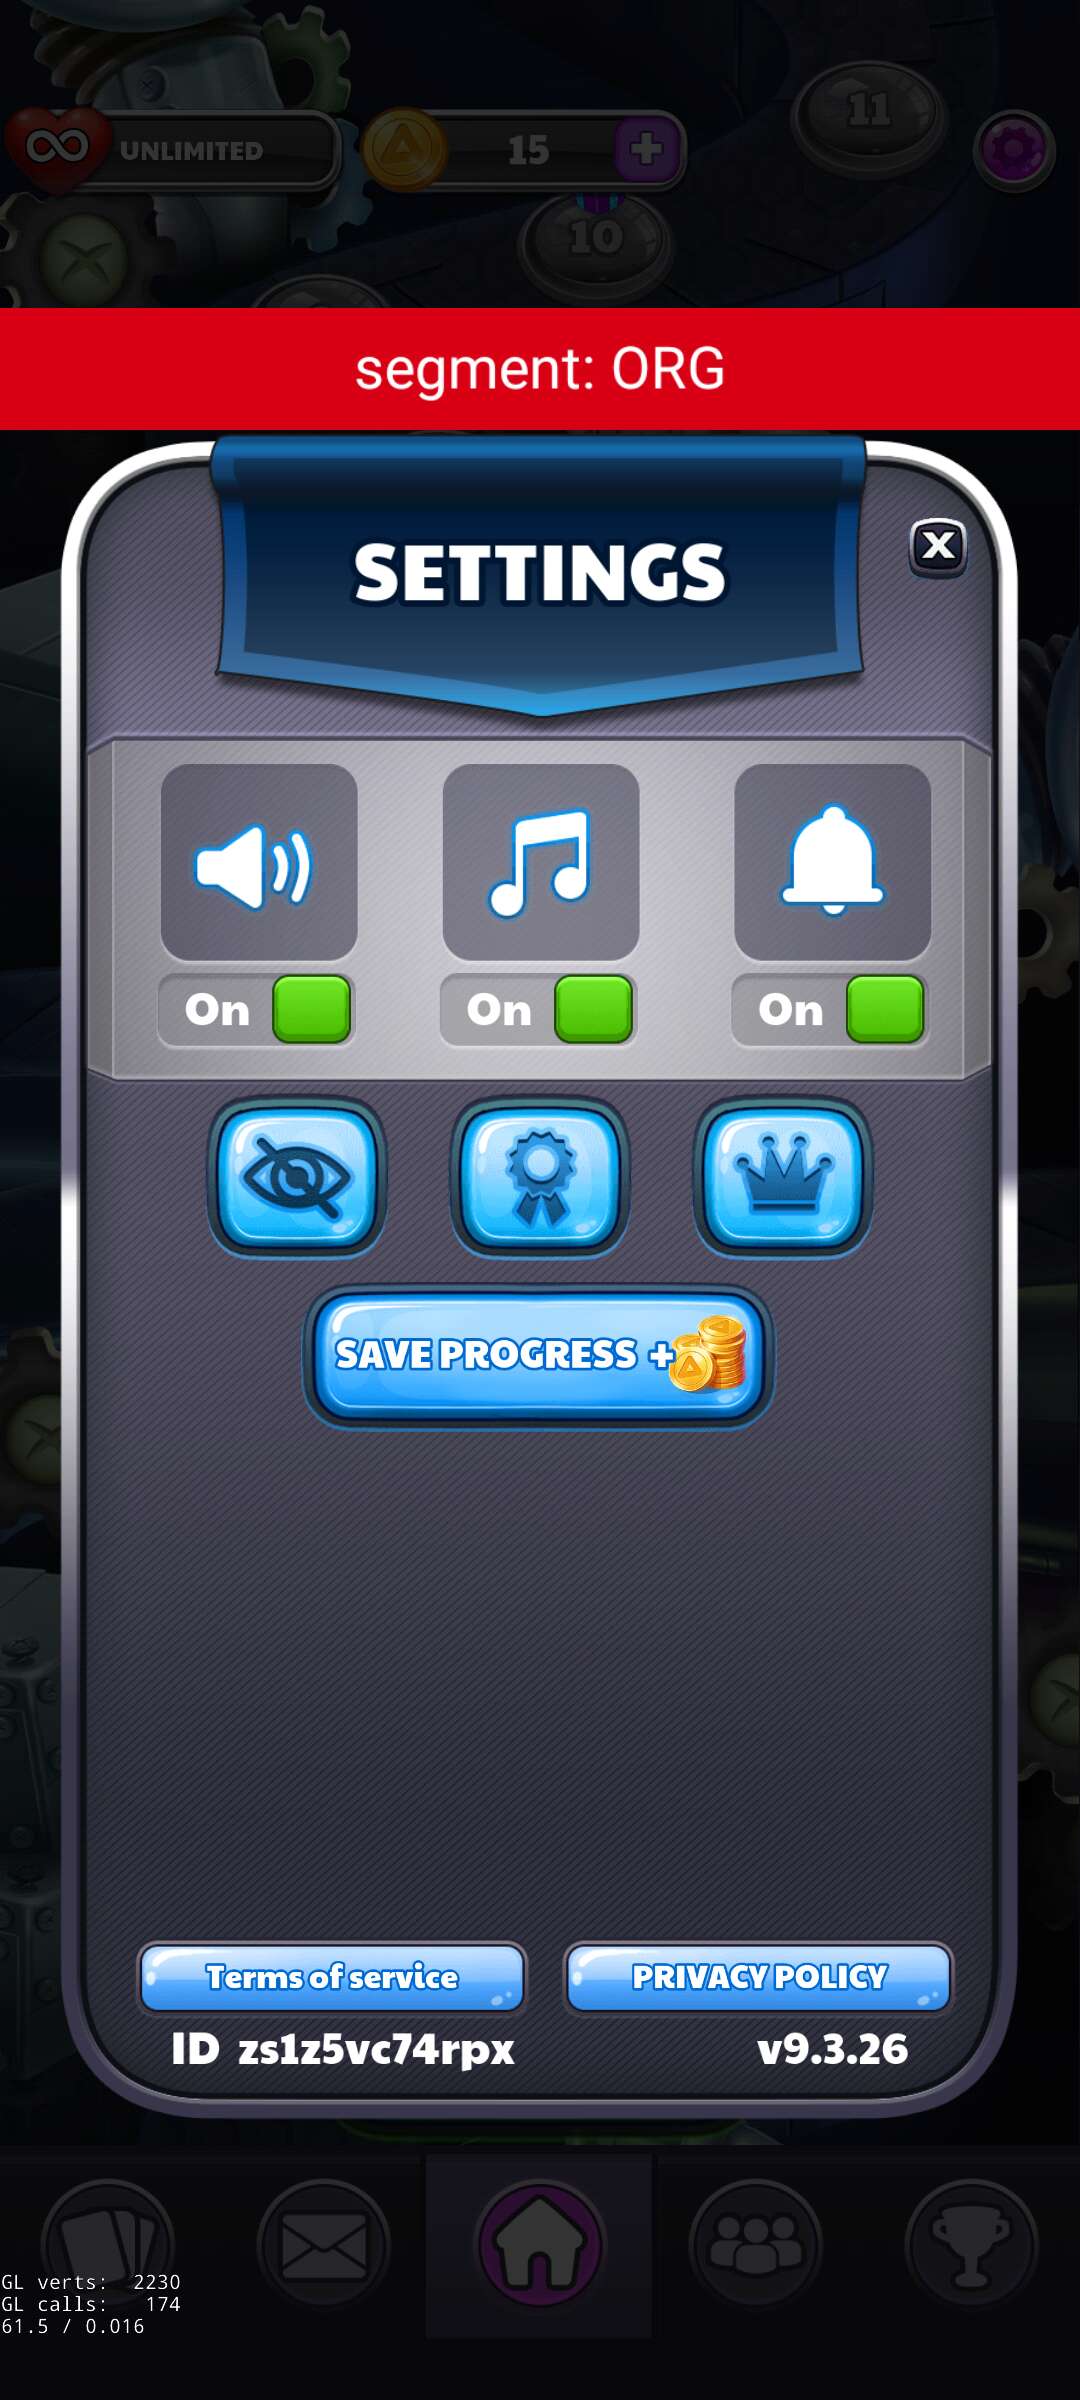 UNLIMITED
15
11
10
segment: ORG
SETTINGS
X
On
On
On
SAVE PROGRESS +
Terms of service
PRIVACY POLICY
ID zs1z5vc74rpx
v9.3.26
GL verts: 2230
GL calls: 174
61.5 / 0.016